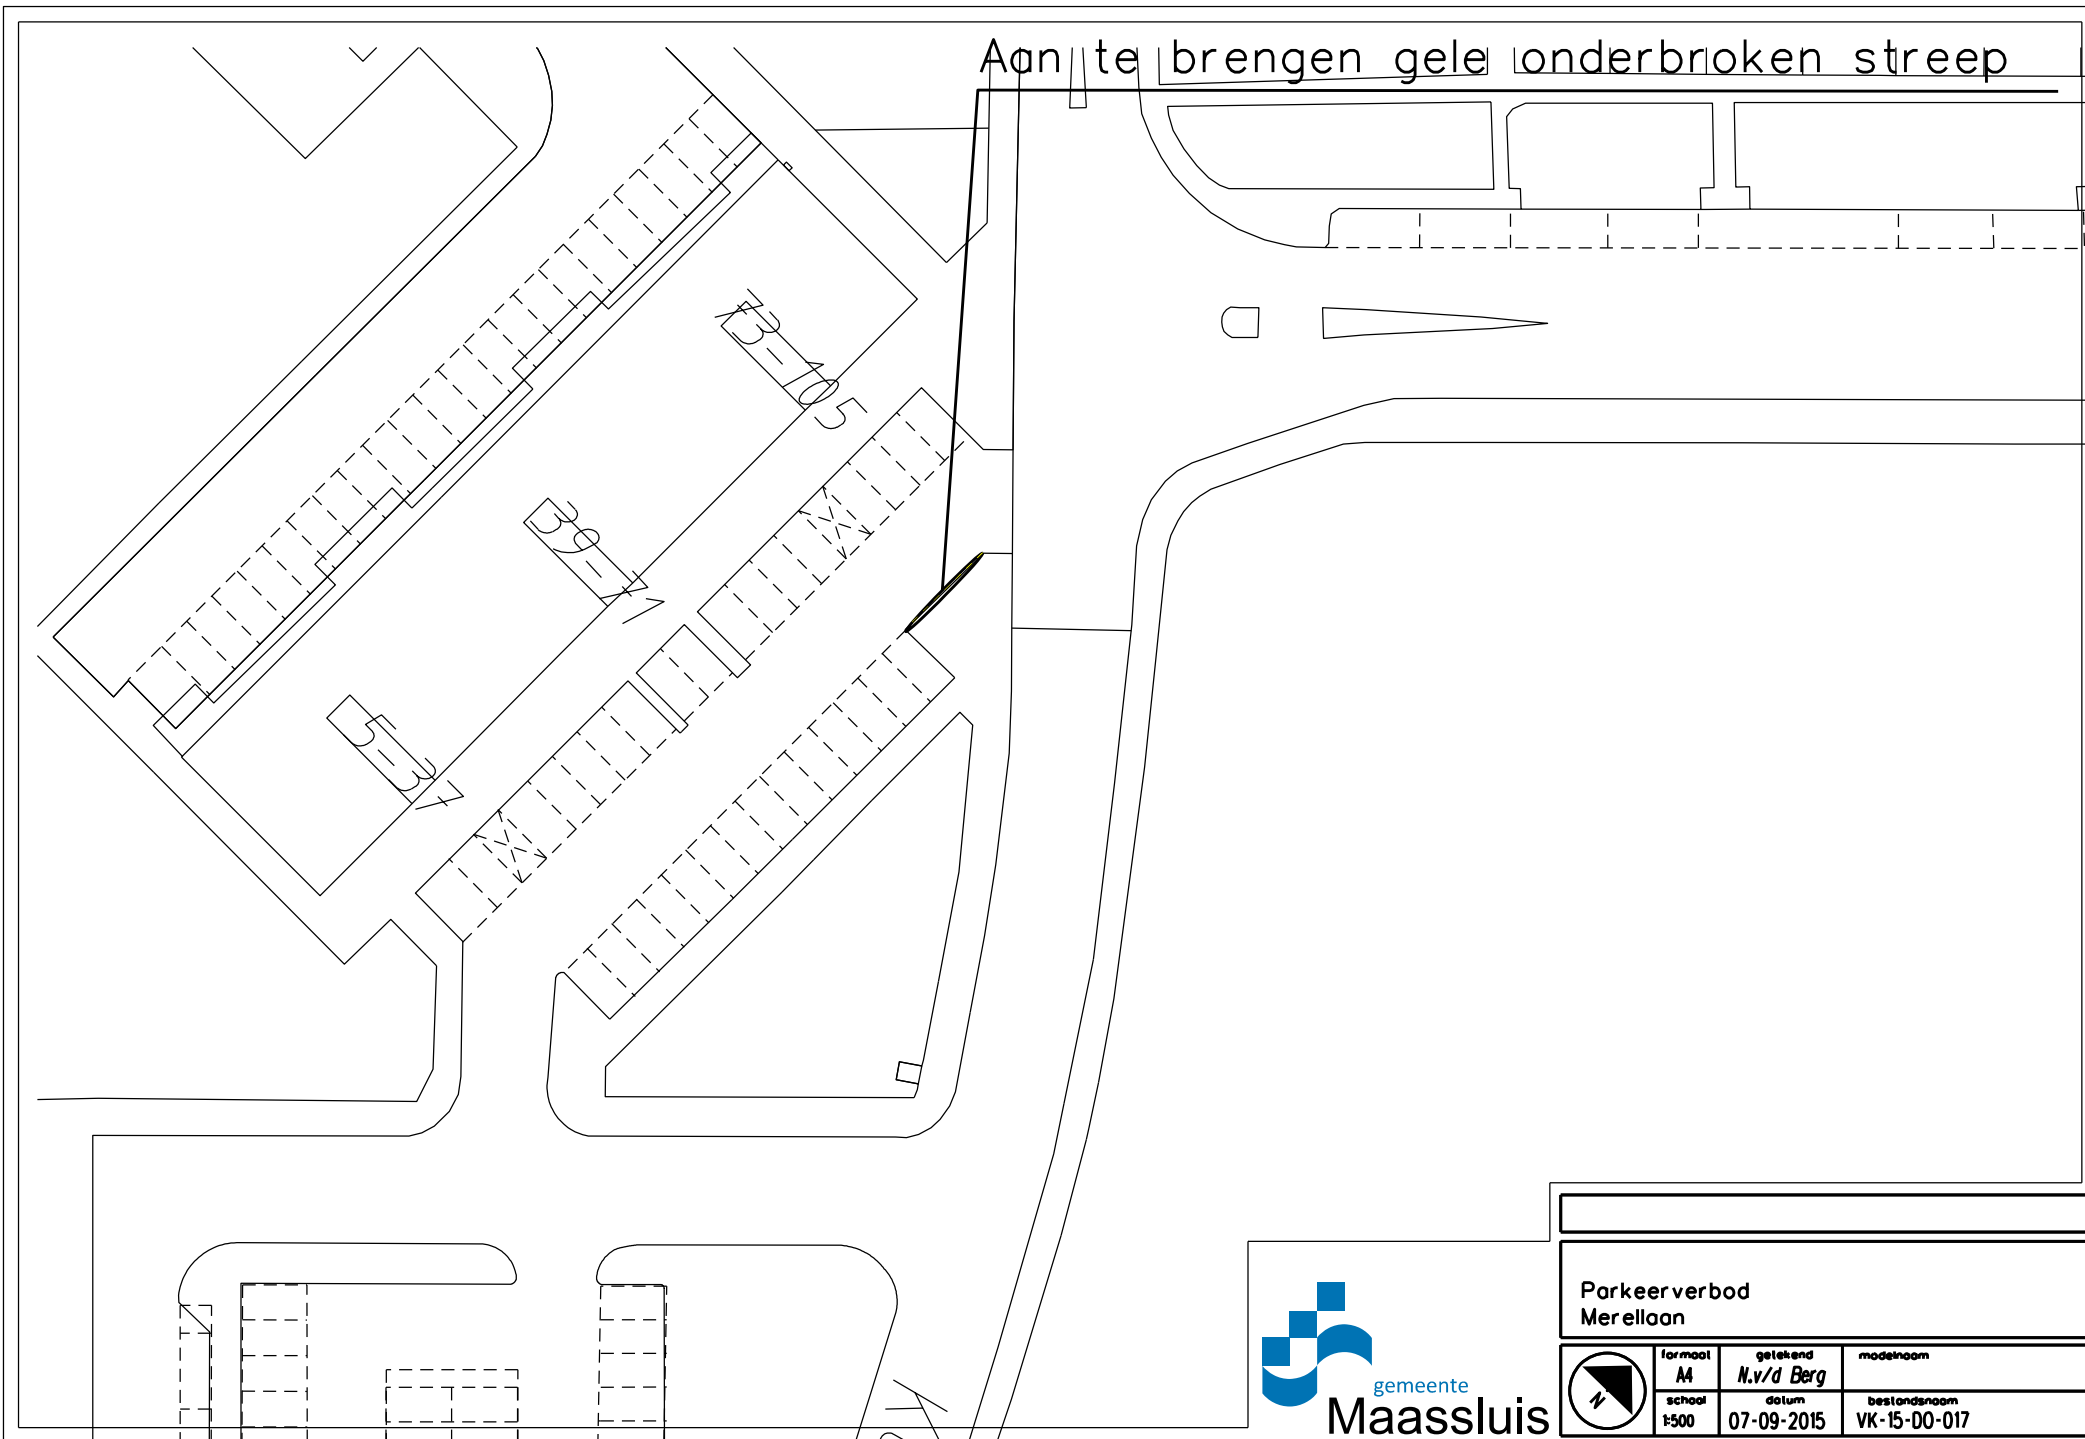 Aan te brengen gele onderbroken streep
73-105
39-71
5-37
Parkeerverbod
Merellaan
formaat
A4
getekend
N.v/d Berg
modelnaam
schaal
1:500
datum
07-09-2015
bestandsnaam
VK-15-DO-017
N
gemeente
Maassluis